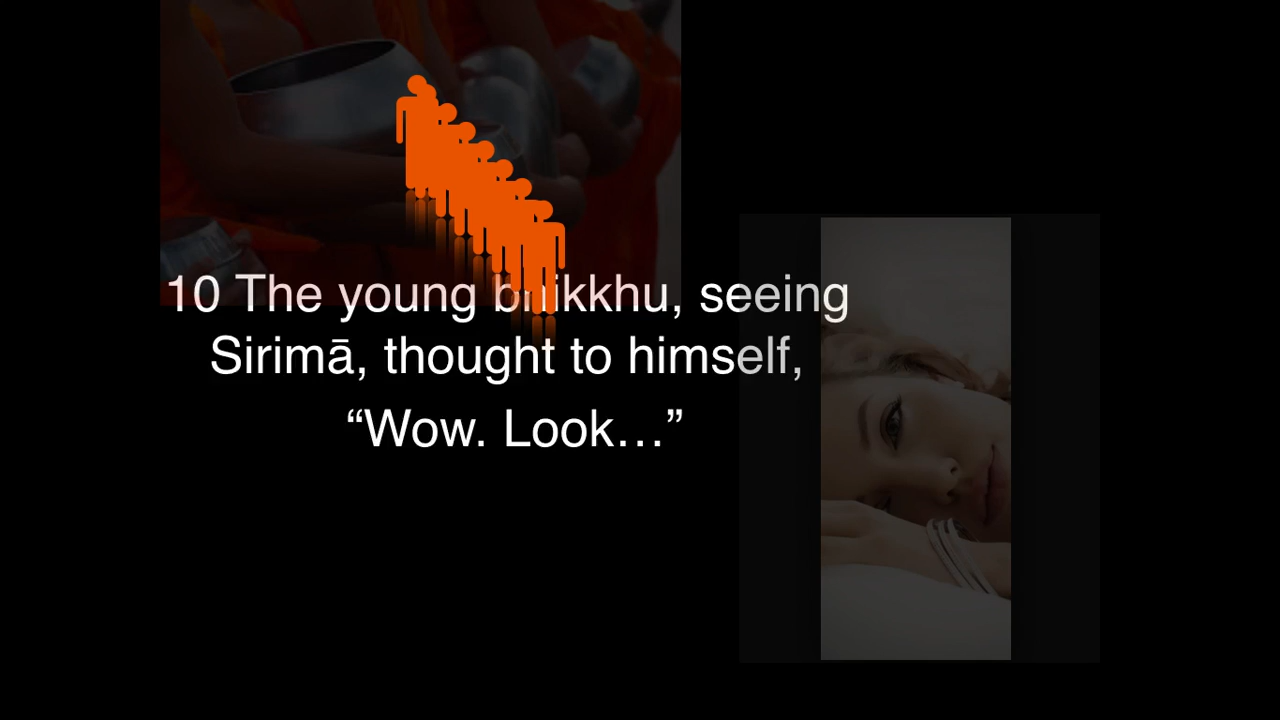 10 The young bhikkhu, seeing
Sirimā, thought to himself,
“Wow. Look…”